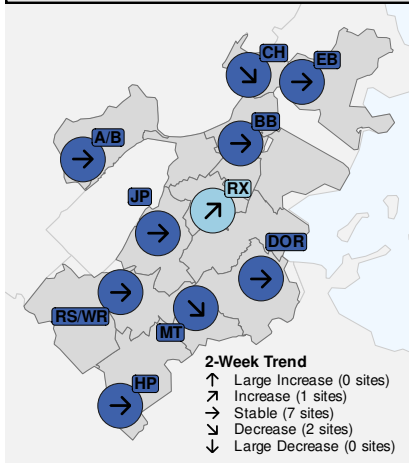 CH
EB
BB
A/B
RX
JP
DOR
RS/WR
MT
HP
2-Week Trend
↑ Large Increase (0 sites)
↗ Increase (1 sites)
→ Stable (7 sites)
↘ Decrease (2 sites)
↓ Large Decrease (0 sites)